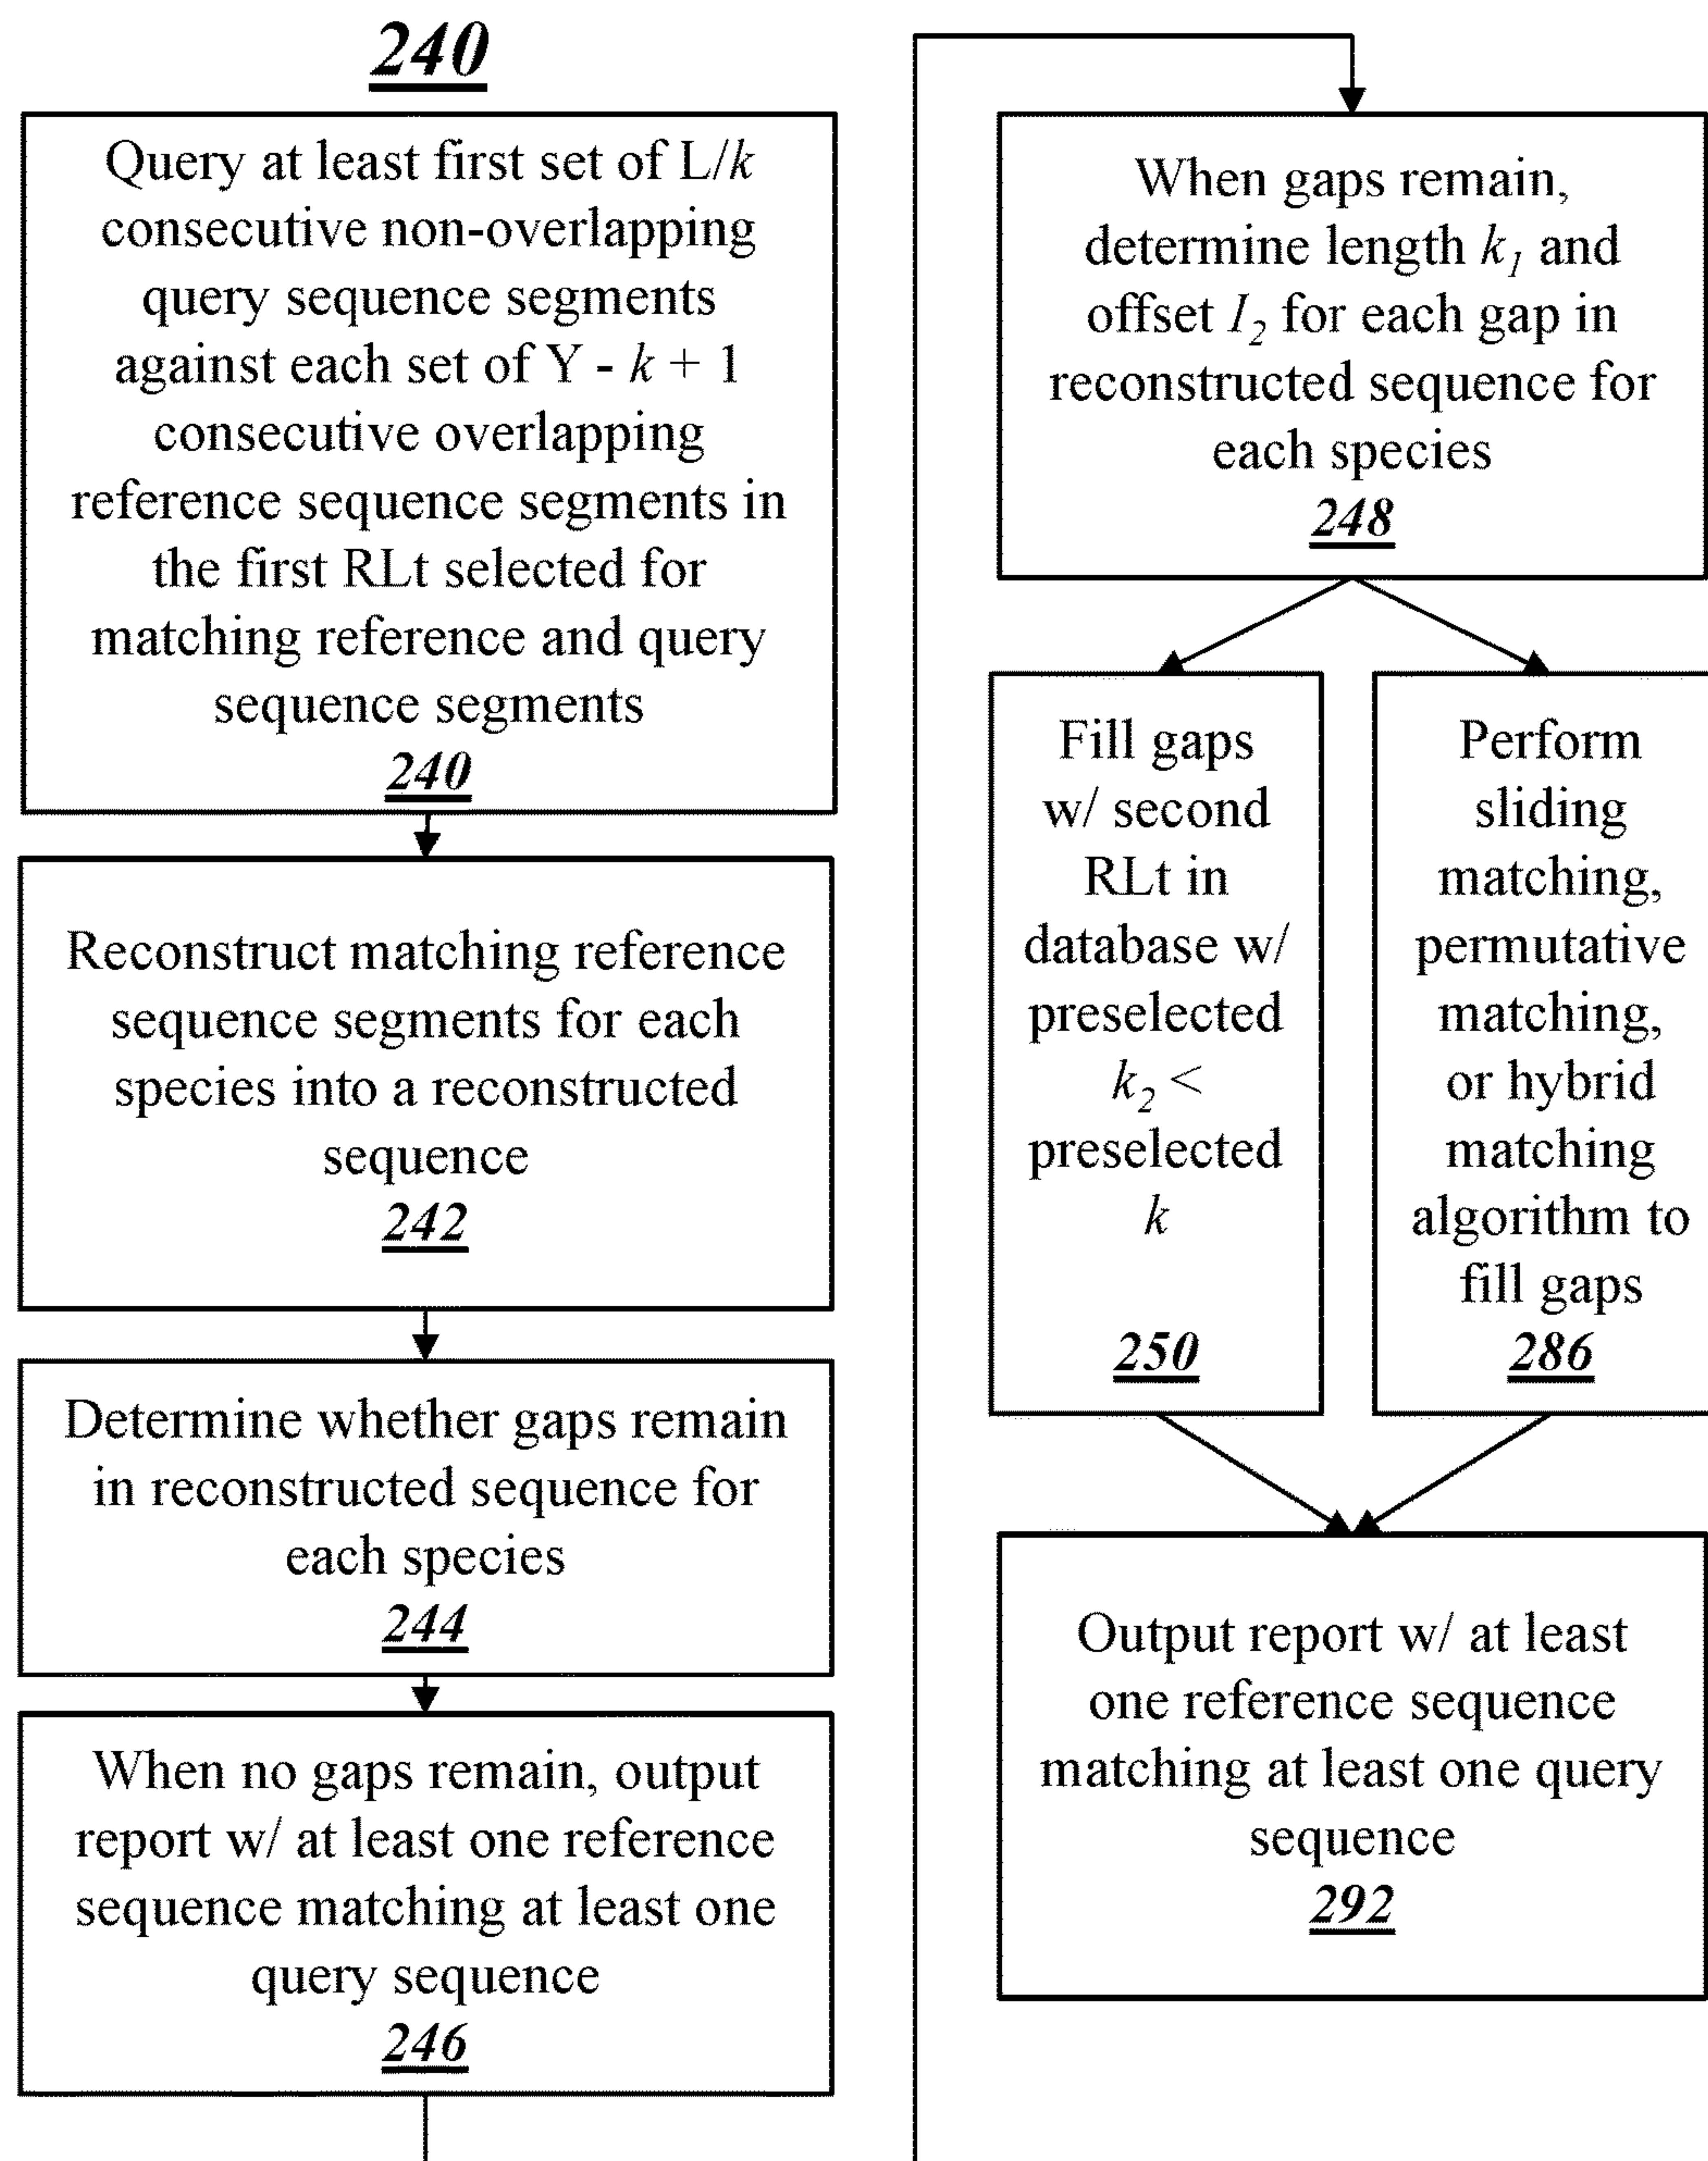 240
Query at least first set of L/k
consecutive non-overlapping
query sequence segments
against each set of Y - k + 1
consecutive overlapping
reference sequence segments in
the first RLt selected for
matching reference and query
sequence segments
240
Reconstruct matching reference
sequence segments for each
species into a reconstructed
sequence
242
Determine whether gaps remain
in reconstructed sequence for
each species
244
When no gaps remain, output
report w/ at least one reference
sequence matching at least one
query sequence
246
When gaps remain,
determine length k1 and
offset I2 for each gap in
reconstructed sequence for
each species
248
Fill gaps
w/ second
RLt in
database w/
preselected
k2 <
preselected
k
250
Perform
sliding
matching,
permutative
matching,
or hybrid
matching
algorithm to
fill gaps
286
Output report w/ at least
one reference sequence
matching at least one query
sequence
292